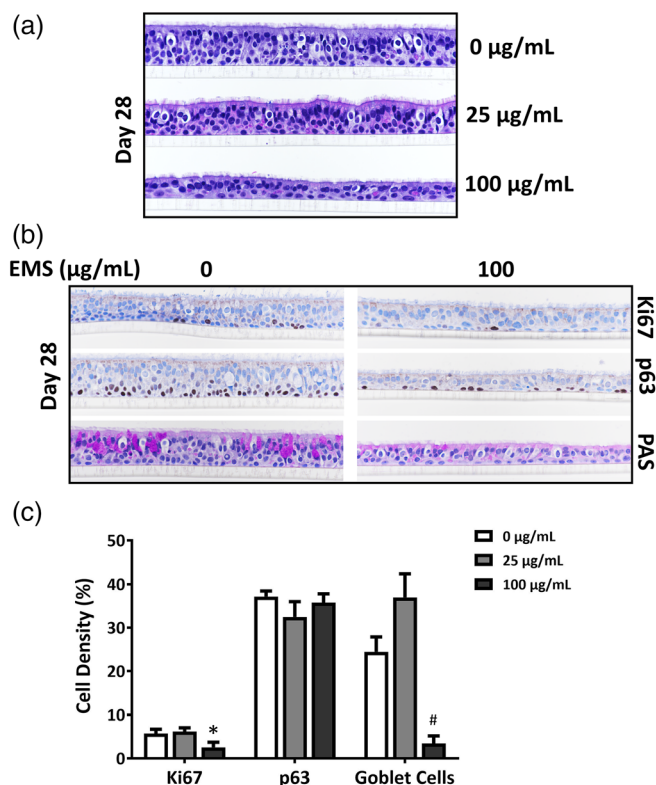 (a)
Day 28
0 µg/mL
25 µg/mL
100 µg/mL
(b)
EMS (µg/mL) 0 100
Day 28
Ki67
p63
PAS
(c)
Cell Density (%)
50
40
30
20
10
0
* #
Ki67 p63 Goblet Cells
0 µg/mL
25 µg/mL
100 µg/mL